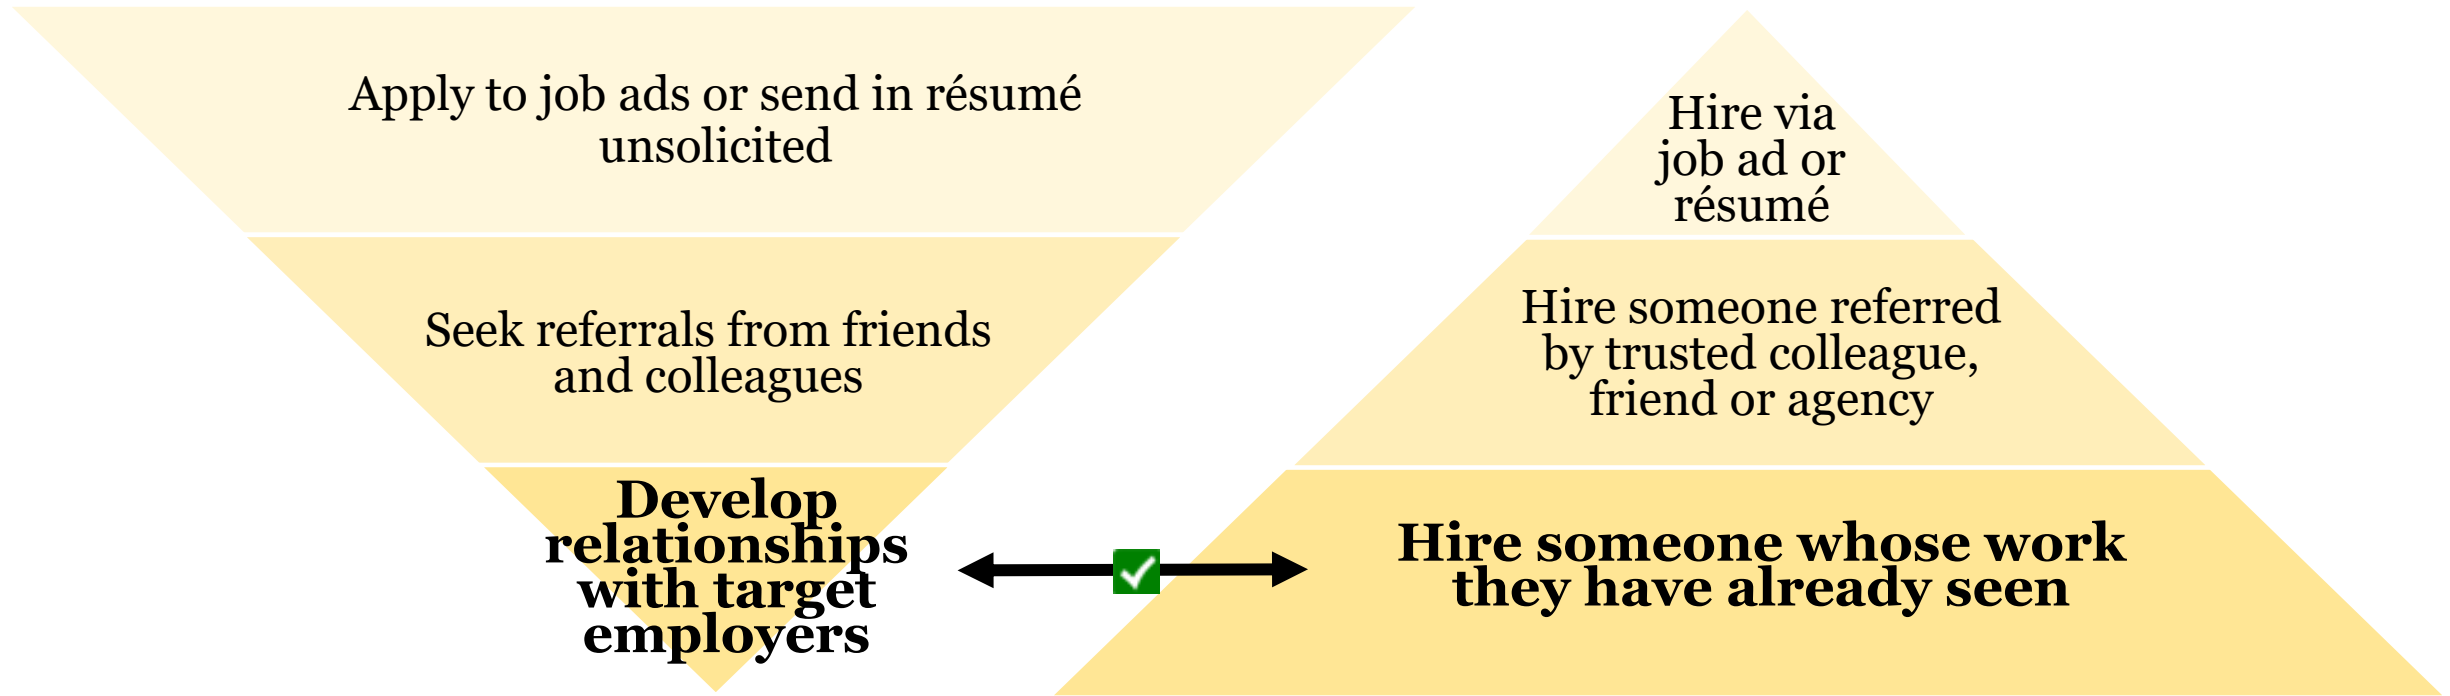 Apply to job ads or send in résumé
unsolicited
Seek referrals from friends
and colleagues
Develop
relationships
with target
employers
Hire via
job ad or
résumé
Hire someone referred
by trusted colleague,
friend or agency
Hire someone whose work
they have already seen